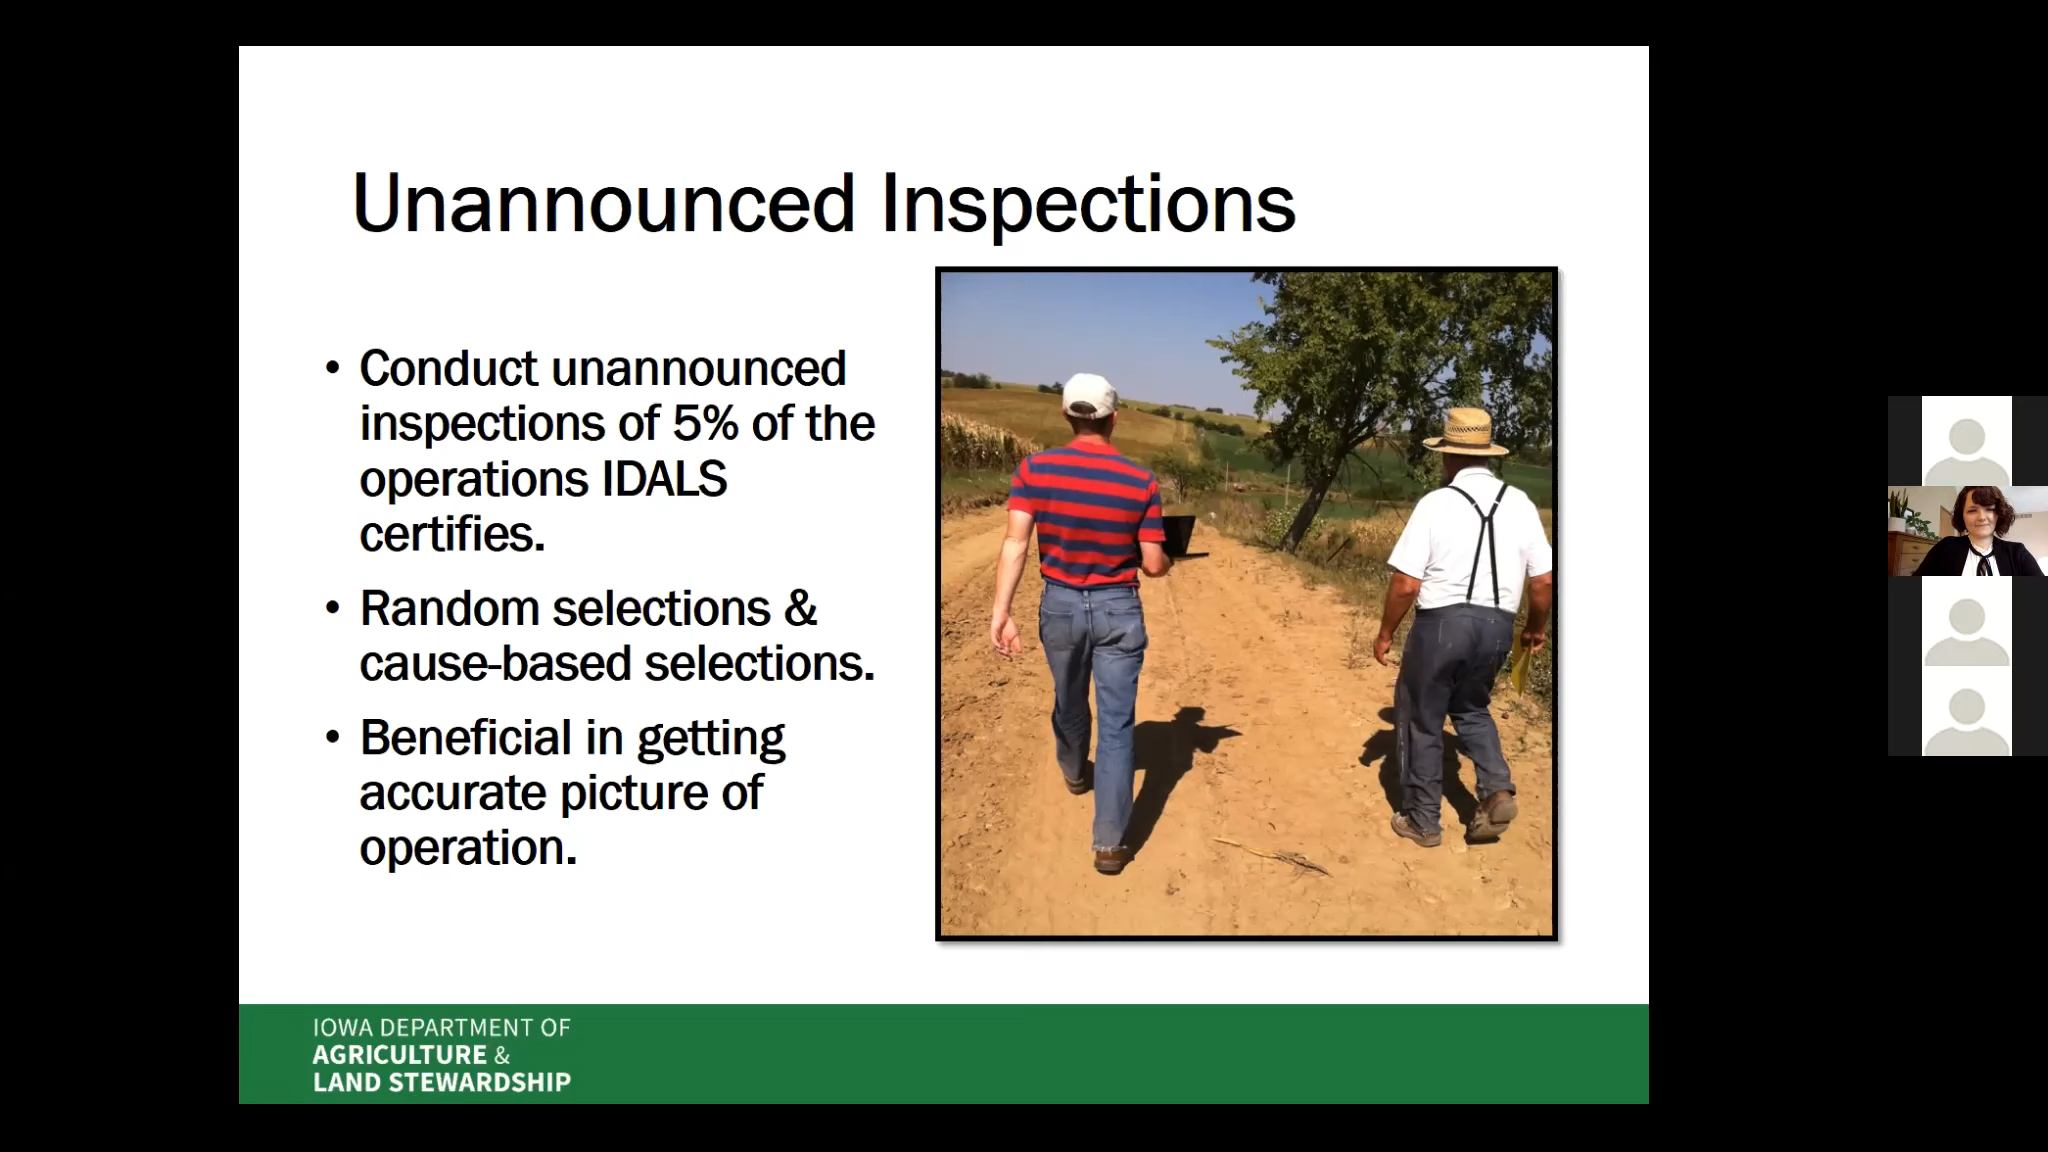 Unannounced Inspections
• Conduct unannounced
inspections of 5% of the
operations IDALS
certifies.
• Random selections &
cause-based selections.
• Beneficial in getting
accurate picture of
operation.
IOWA DEPARTMENT OF
AGRICULTURE &
LAND STEWARDSHIP